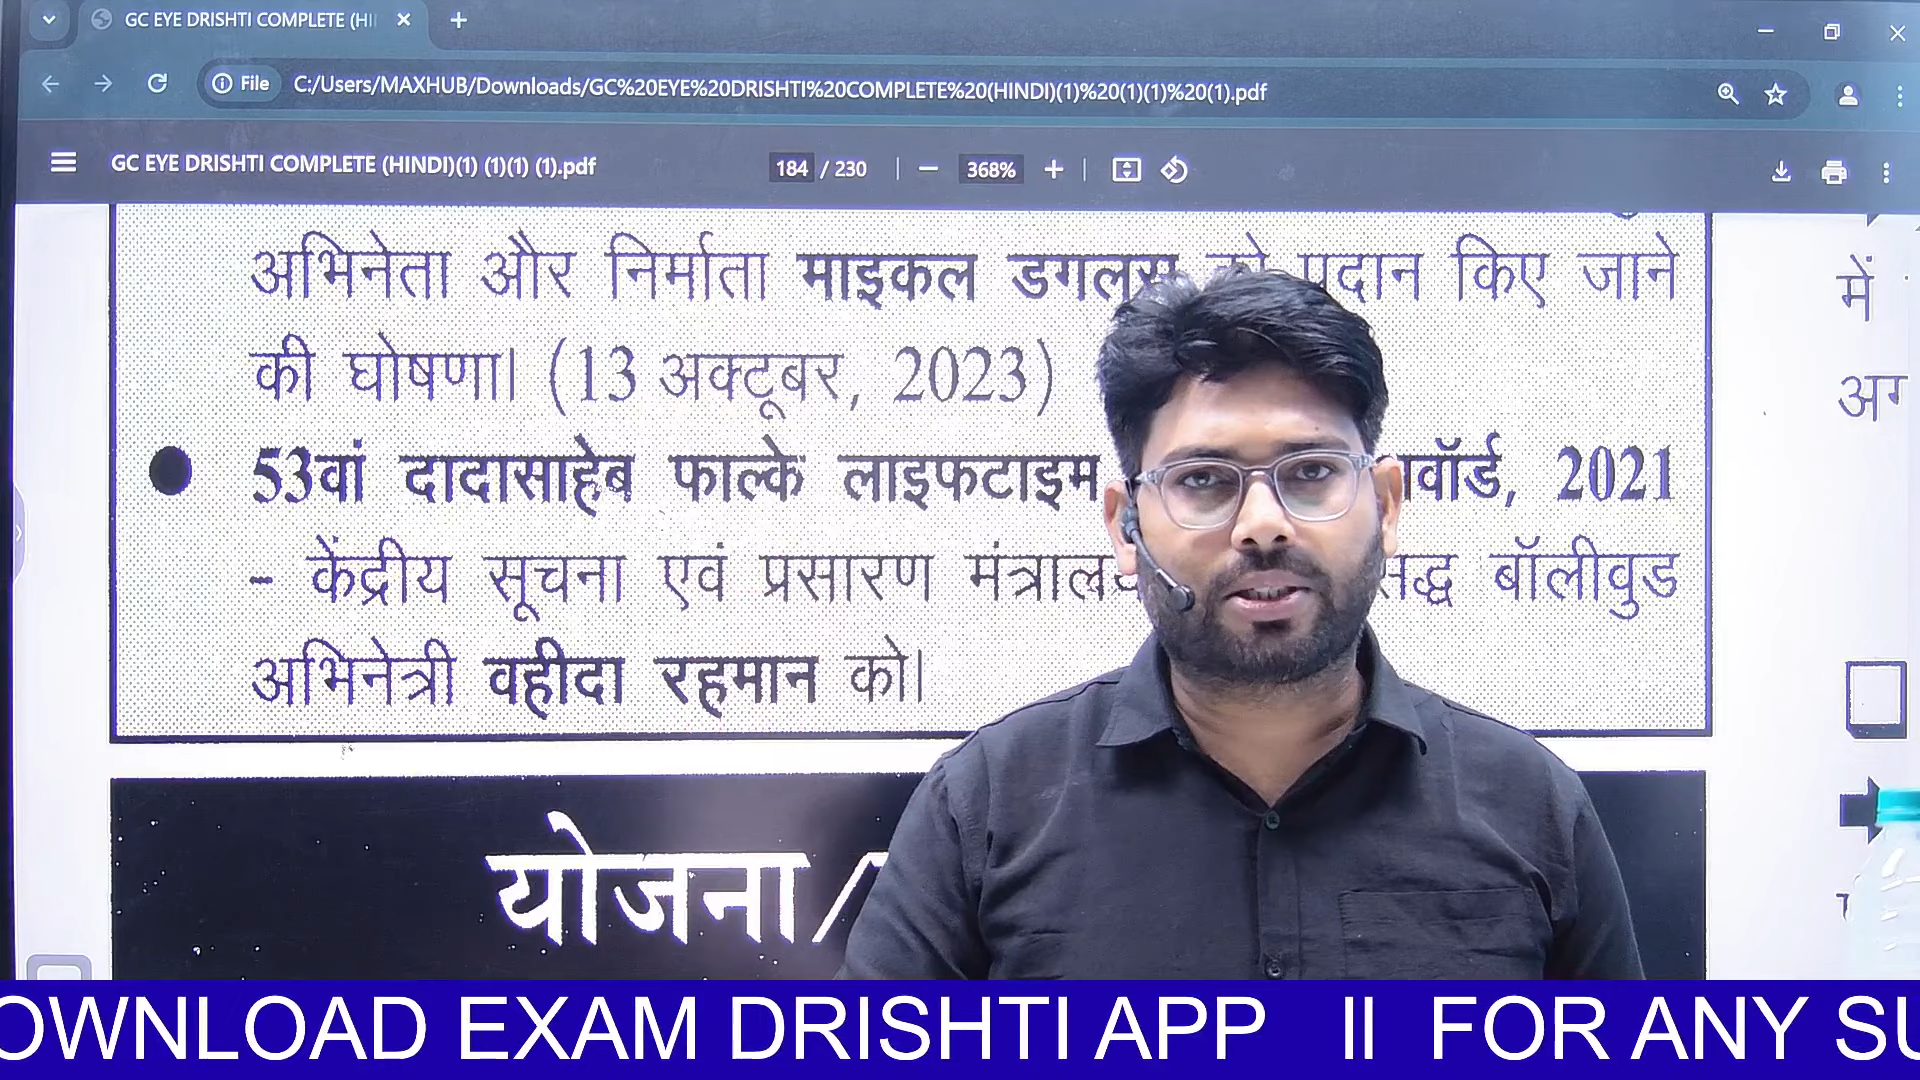 GC EYE DRISHTI COMPLETE (HI
File C:/Users/MAXHUB/Downloads/GC%20EYE%20DRISHTI%20COMPLETE%20(HINDI)(1)%20(1)(1)%20(1).pdf
GC EYE DRISHTI COMPLETE (HINDI)(1) (1)(1) (1).pdf 184 / 230 368%
अभिनेता और निर्माता माइकल डगलस को प्रदान किए जाने
की घोषणा। (13 अक्टूबर, 2023)
53वां दादासाहेब फाल्के लाइफटाइम वॉर्ड, 2021
- केंद्रीय सूचना एवं प्रसारण बॉलीवुड
अभिनेत्री वहीदा रहमान को।
योजना/
में
OWNLOAD EXAM DRISHTI APP || FOR ANY SU